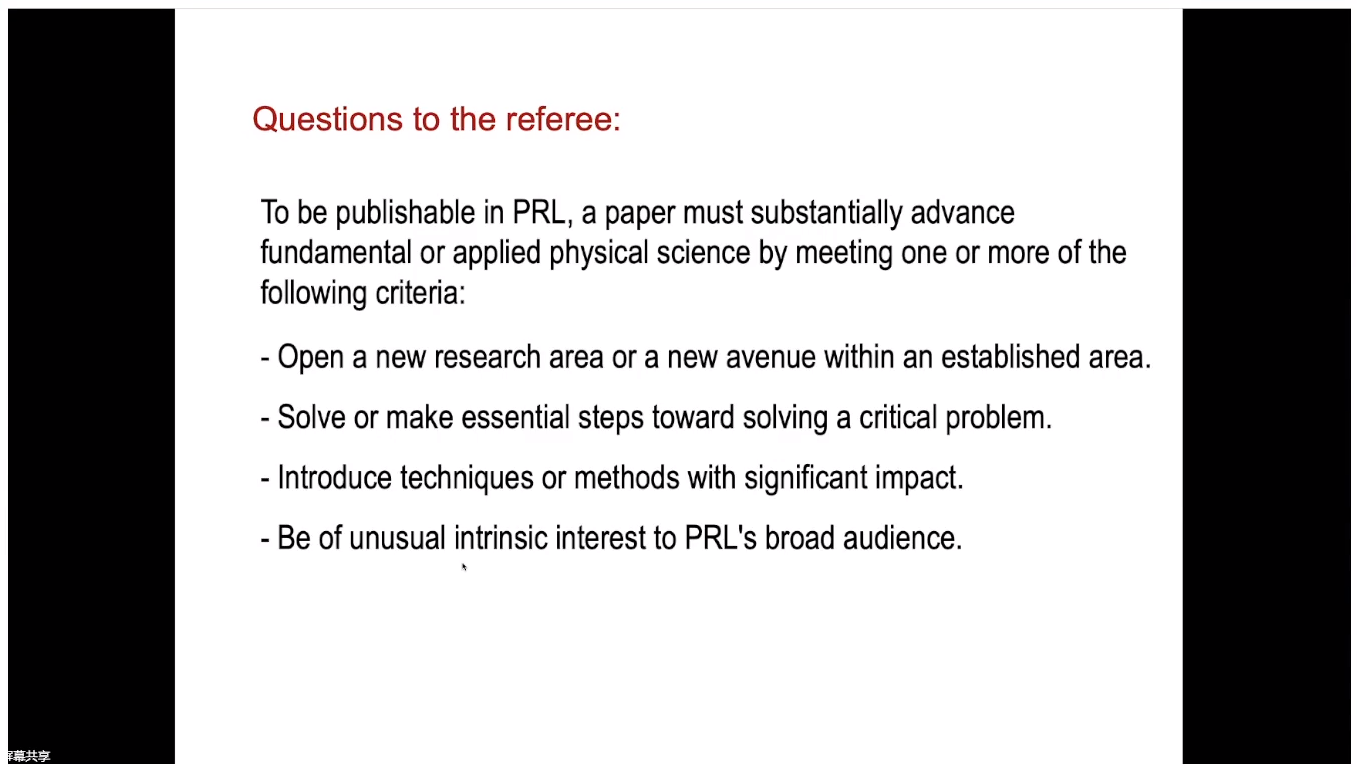 Questions to the referee:
To be publishable in PRL, a paper must substantially advance
fundamental or applied physical science by meeting one or more of the
following criteria:
- Open a new research area or a new avenue within an established area.
- Solve or make essential steps toward solving a critical problem.
- Introduce techniques or methods with significant impact.
- Be of unusual intrinsic interest to PRL's broad audience.
幕共享